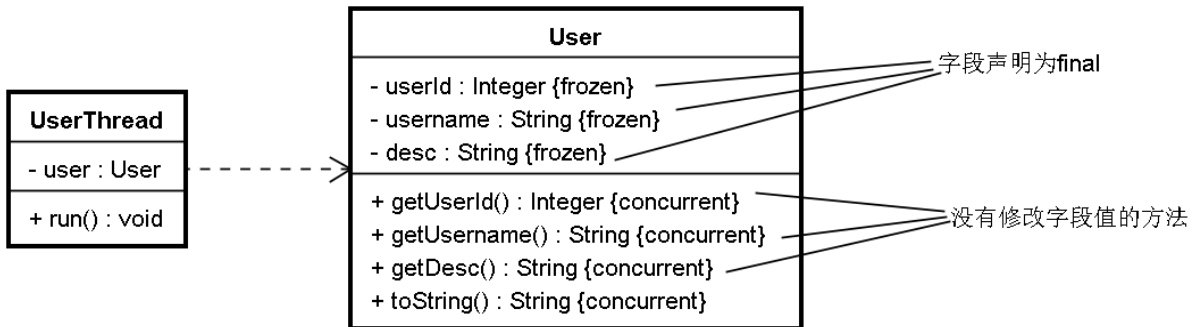 UserThread
- user : User
+ run() : void
User
- userId : Integer {frozen}
- username : String {frozen}
- desc : String {frozen}
+ getUserId() : Integer {concurrent}
+ getUsername() : String {concurrent}
+ getDesc() : String {concurrent}
+ toString() : String {concurrent}
字段声明为final
没有修改字段值的方法